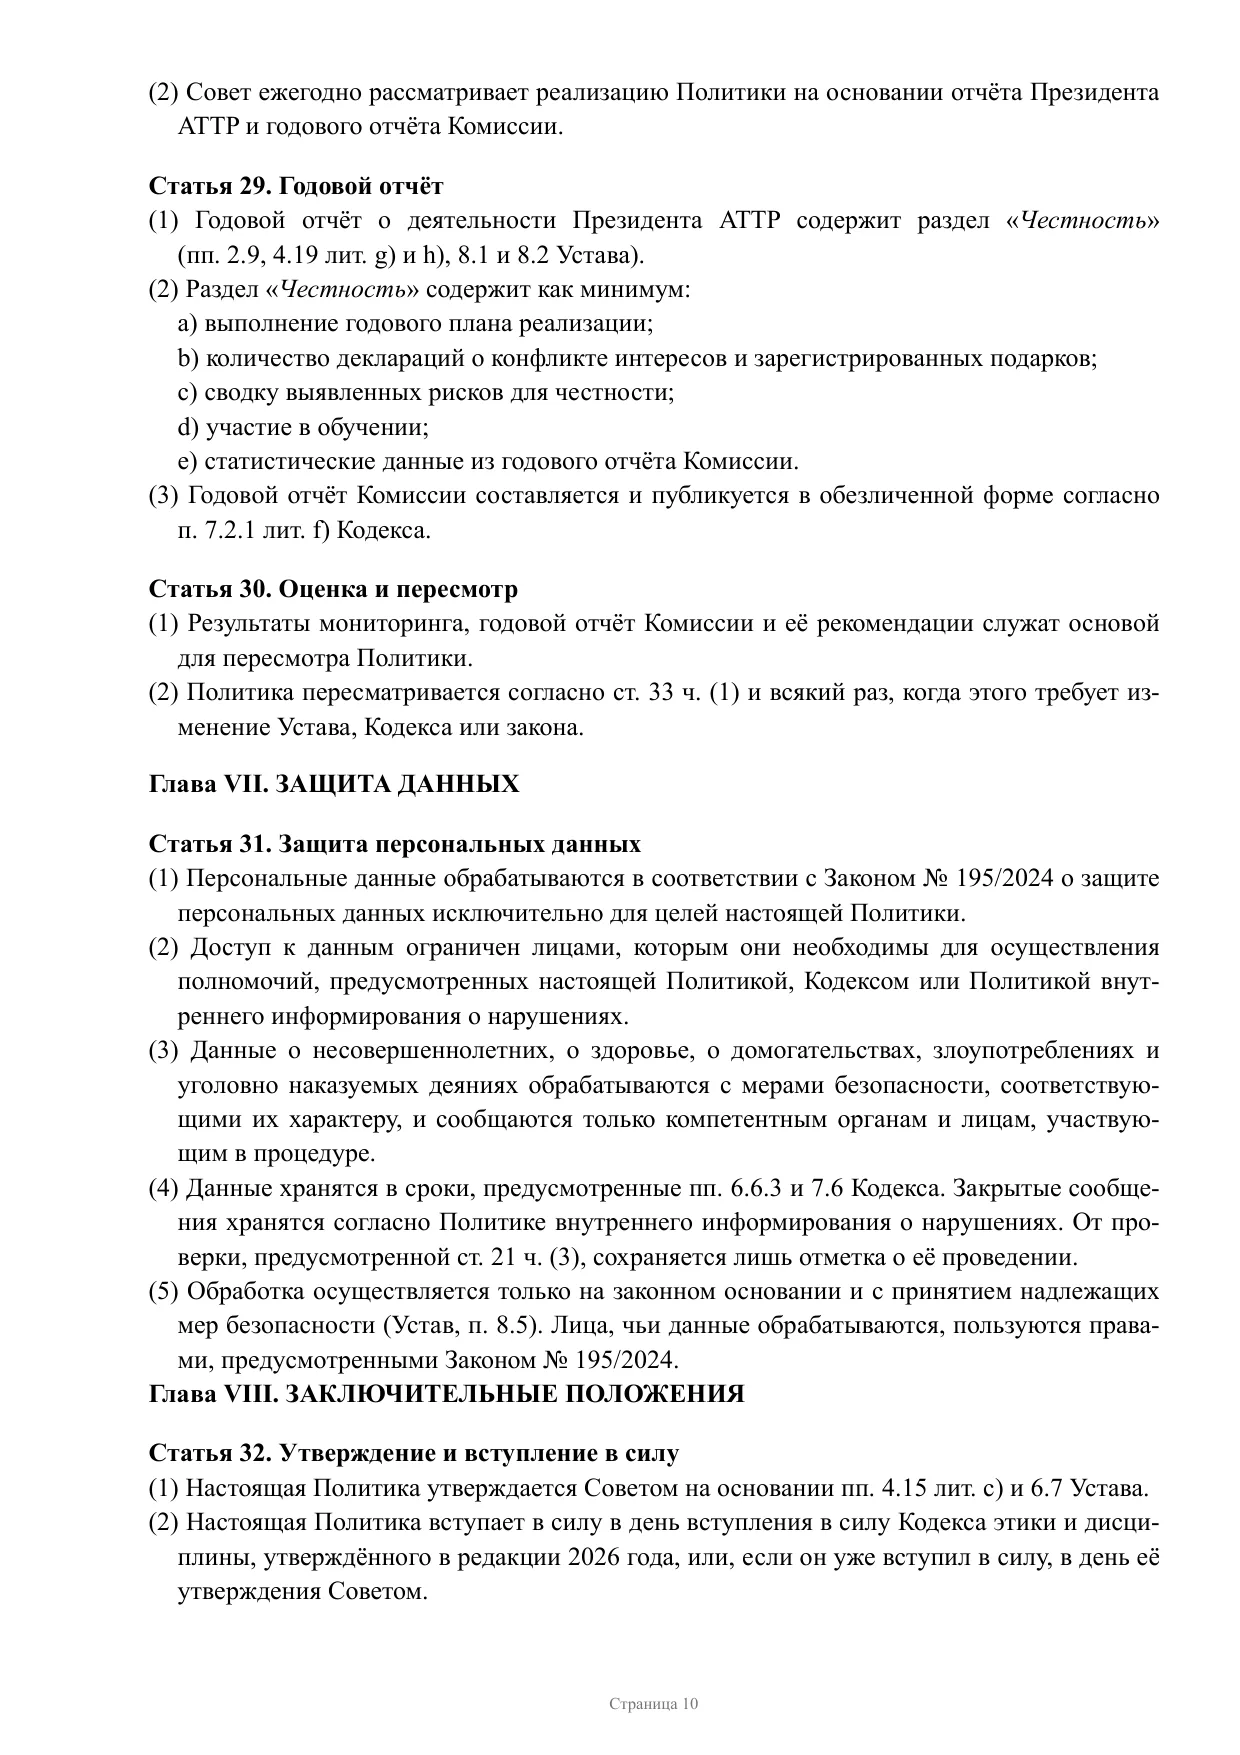 (2) Совет ежегодно рассматривает реализацию Политики на основании отчёта Президента
АТТР и годового отчёта Комиссии.
Статья 29. Годовой отчёт
(1) Годовой отчёт о деятельности Президента АТТР содержит раздел «Честность»
(пп. 2.9, 4.19 лит. g) и h), 8.1 и 8.2 Устава).
(2) Раздел «Честность» содержит как минимум:
a) выполнение годового плана реализации;
b) количество деклараций о конфликте интересов и зарегистрированных подарков;
c) сводку выявленных рисков для честности;
d) участие в обучении;
e) статистические данные из годового отчёта Комиссии.
(3) Годовой отчёт Комиссии составляется и публикуется в обезличенной форме согласно
п. 7.2.1 лит. f) Кодекса.
Статья 30. Оценка и пересмотр
(1) Результаты мониторинга, годовой отчёт Комиссии и её рекомендации служат основой
для пересмотра Политики.
(2) Политика пересматривается согласно ст. 33 ч. (1) и всякий раз, когда этого требует из-
менение Устава, Кодекса или закона.
Глава VII. ЗАЩИТА ДАННЫХ
Статья 31. Защита персональных данных
(1) Персональные данные обрабатываются в соответствии с Законом № 195/2024 о защите
персональных данных исключительно для целей настоящей Политики.
(2) Доступ к данным ограничен лицами, которым они необходимы для осуществления
полномочий, предусмотренных настоящей Политикой, Кодексом или Политикой внут-
реннего информирования о нарушениях.
(3) Данные о несовершеннолетних, о здоровье, о домогательствах, злоупотреблениях и
уголовно наказуемых деяниях обрабатываются с мерами безопасности, соответствую-
щими их характеру, и сообщаются только компетентным органам и лицам, участвую-
щим в процедуре.
(4) Данные хранятся в сроки, предусмотренные пп. 6.6.3 и 7.6 Кодекса. Закрытые сообще-
ния хранятся согласно Политике внутреннего информирования о нарушениях. От про-
верки, предусмотренной ст. 21 ч. (3), сохраняется лишь отметка о её проведении.
(5) Обработка осуществляется только на законном основании и с принятием надлежащих
мер безопасности (Устав, п. 8.5). Лица, чьи данные обрабатываются, пользуются права-
ми, предусмотренными Законом № 195/2024.
Глава VIII. ЗАКЛЮЧИТЕЛЬНЫЕ ПОЛОЖЕНИЯ
Статья 32. Утверждение и вступление в силу
(1) Настоящая Политика утверждается Советом на основании пп. 4.15 лит. c) и 6.7 Устава.
(2) Настоящая Политика вступает в силу в день вступления в силу Кодекса этики и дисци-
плины, утверждённого в редакции 2026 года, или, если он уже вступил в силу, в день её
утверждения Советом.
Страница 10